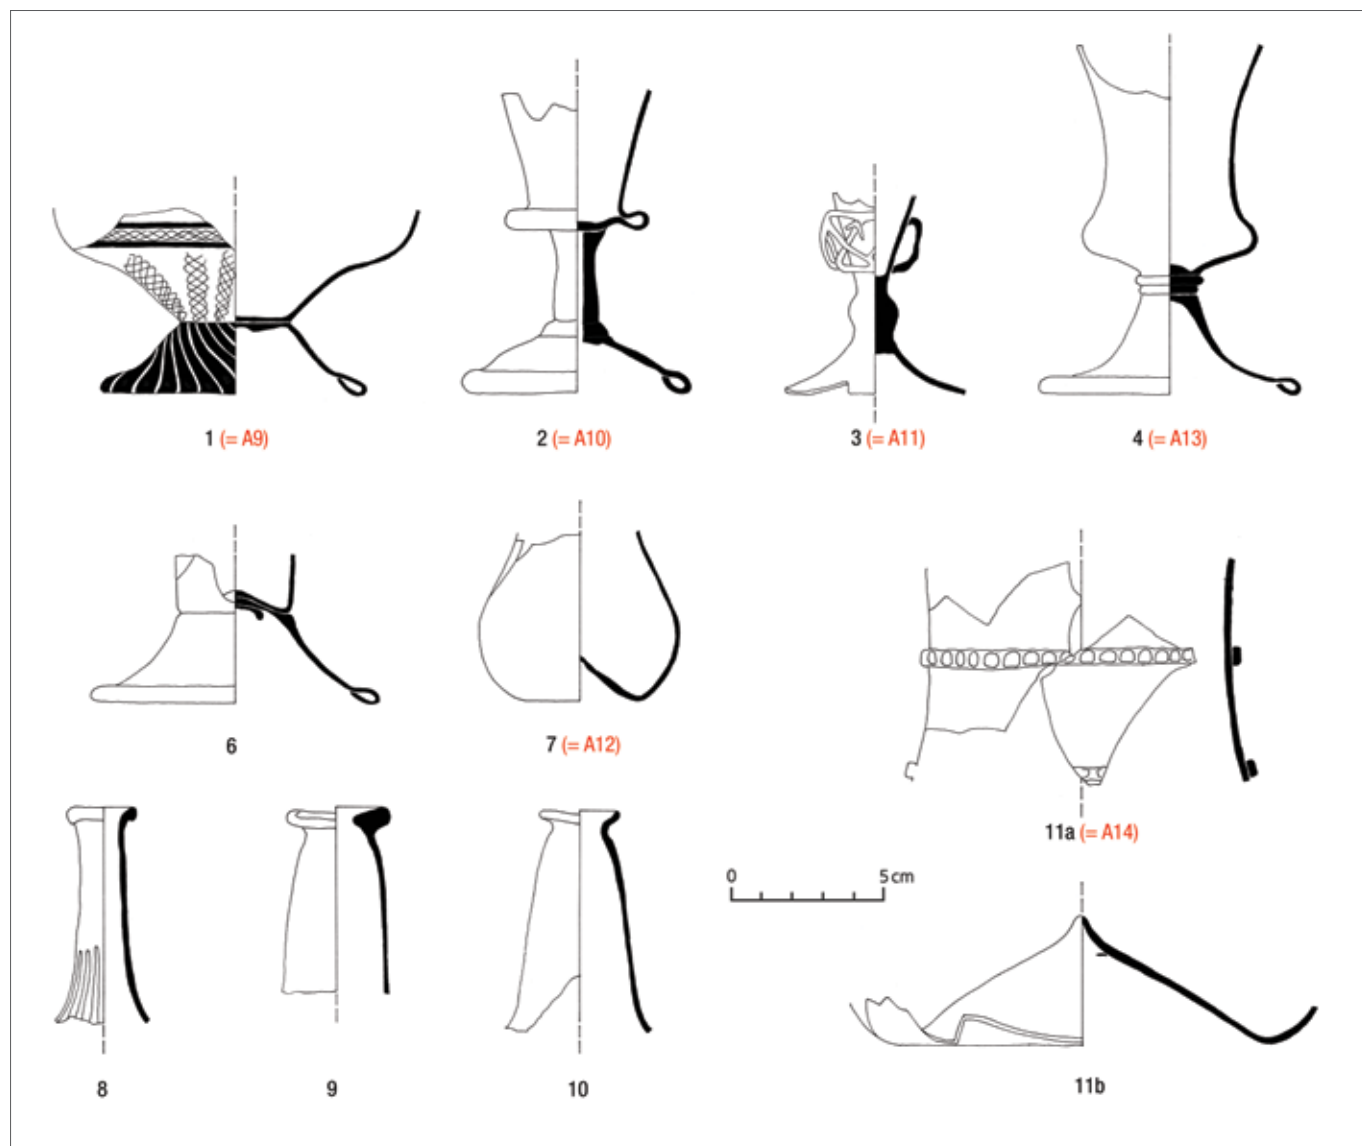 1 (= A9)
2 (= A10)
3 (= A11)
4 (= A13)
6
7 (= A12)
11a (= A14)
0 5 cm
8
9
10
11b